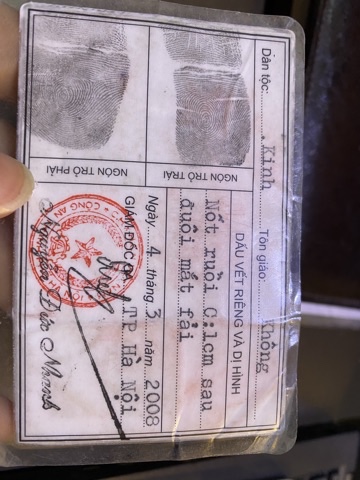 Dân tộc: Kinh Tôn giáo: Không
DẤU VẾT RIÊNG VÀ DỊ HÌNH
Nốt ruồi C:1cm sau
đuôi mắt fải
NGÓN TRỎ TRÁI
NGÓN TRỎ PHẢI
Ngày 4 tháng 3 năm 2008
GIÁM ĐỐC CA TP Hà Nội
CÔNG AN
Nguyễn Đức Nhanh